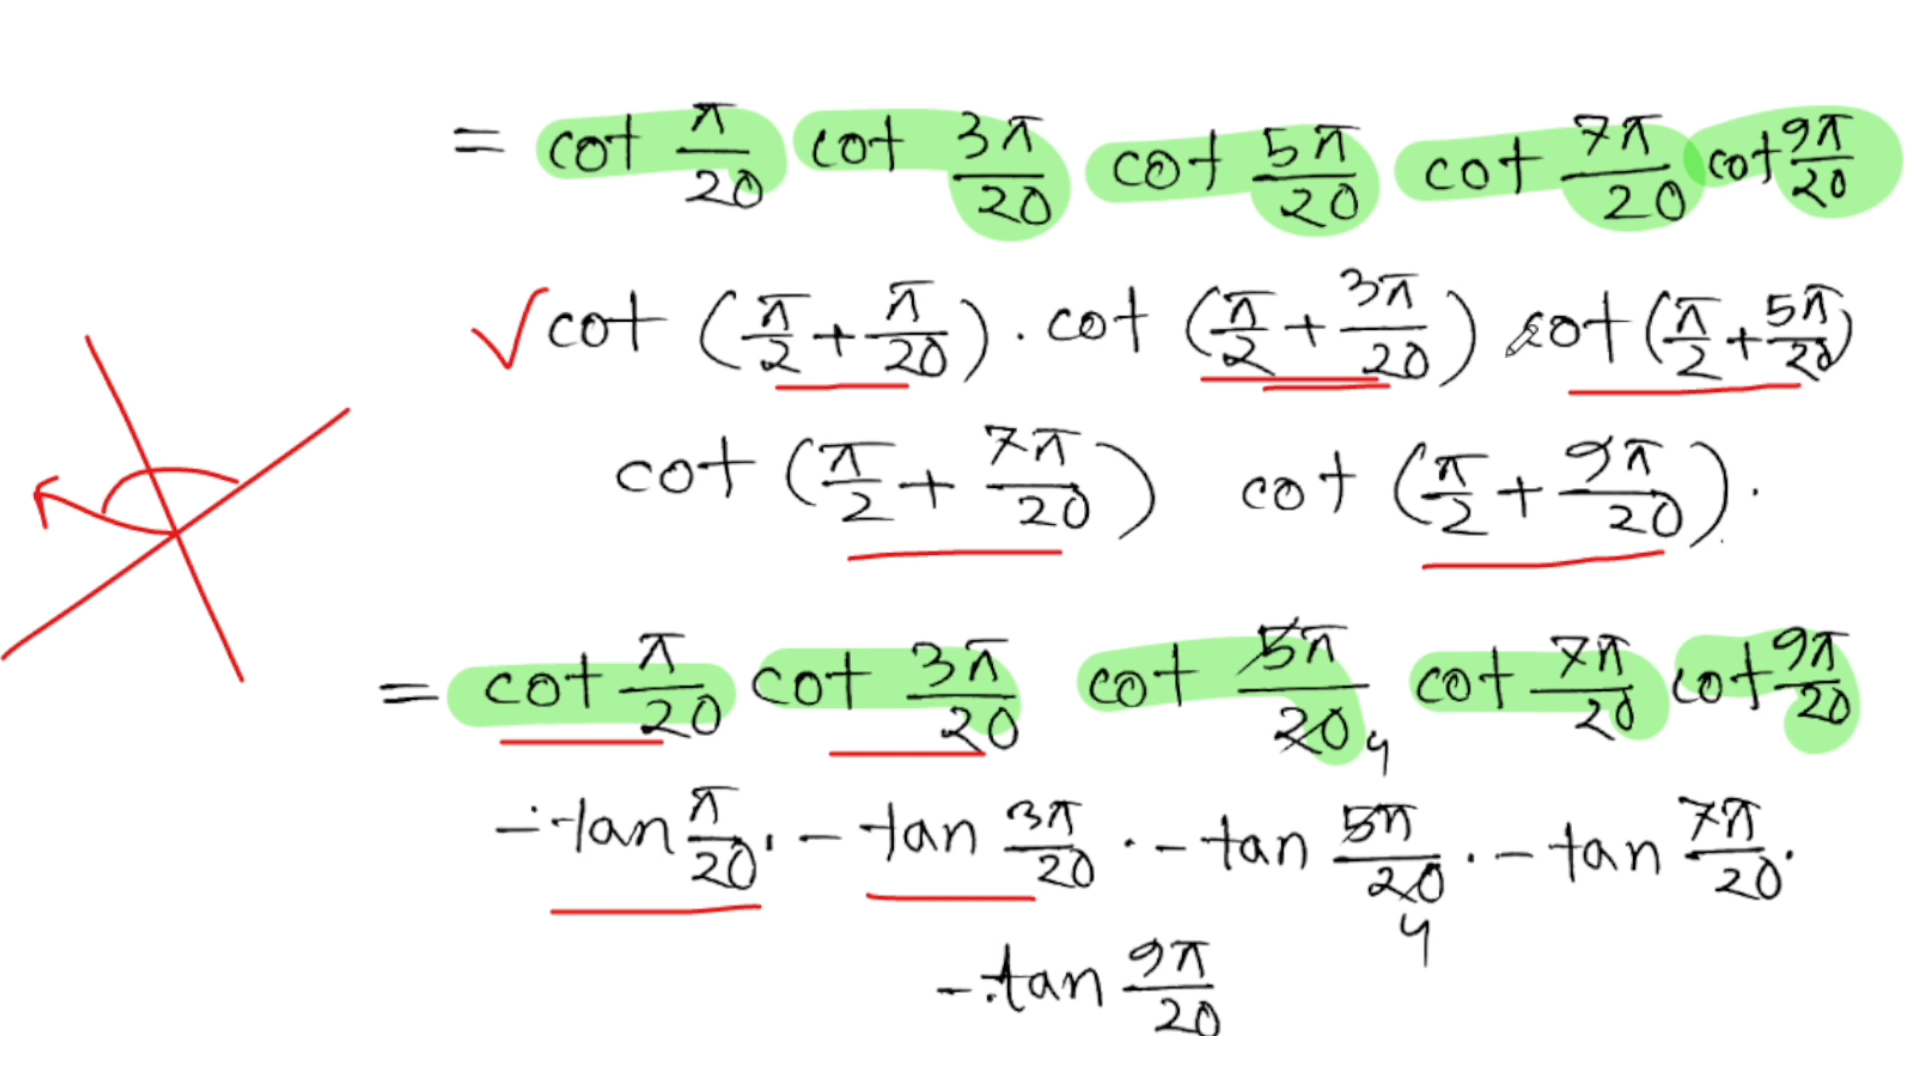 = cot π/20 cot 3π/20 cot 5π/20 cot 7π/20 cot 9π/20
√ cot (π/2 + π/20) . cot (π/2 + 3π/20) cot (π/2 + 5π/20)
cot (π/2 + 7π/20) cot (π/2 + 9π/20) .
= cot π/20 cot 3π/20 cot 5π/20 4 cot 7π/20 cot 9π/20
- tan π/20 . - tan 3π/20 . - tan 5π/20 4 . - tan 7π/20 .
- tan 9π/20